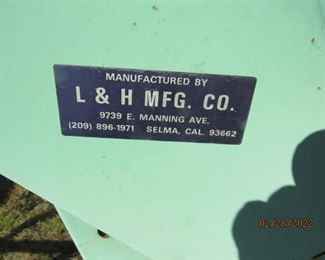 MANUFACTURED BY
L & H MFG. CO.
9739 E. MANNING AVE.
(209) 896-1971 SELMA, CAL. 93662
02/28/2022